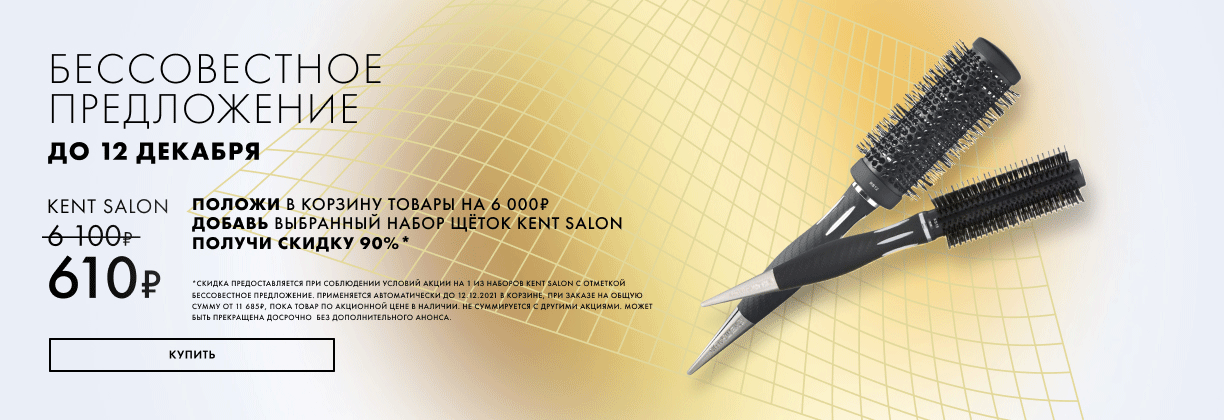 БЕССОВЕСТНОЕ
ПРЕДЛОЖЕНИЕ
ДО 12 ДЕКАБРЯ
KENT SALON
6 100₽
610₽
ПОЛОЖИ В КОРЗИНУ ТОВАРЫ НА 6 000₽
ДОБАВЬ ВЫБРАННЫЙ НАБОР ЩЁТОК KENT SALON
ПОЛУЧИ СКИДКУ 90%*
*СКИДКА ПРЕДОСТАВЛЯЕТСЯ ПРИ СОБЛЮДЕНИИ УСЛОВИЙ АКЦИИ НА 1 ИЗ НАБОРОВ KENT SALON С ОТМЕТКОЙ
БЕССОВЕСТНОЕ ПРЕДЛОЖЕНИЕ. ПРИМЕНЯЕТСЯ АВТОМАТИЧЕСКИ ДО 12.12.2021 В КОРЗИНЕ, ПРИ ЗАКАЗЕ НА ОБЩУЮ
СУММУ ОТ 11 685Р, ПОКА ТОВАР ПО АКЦИОННОЙ ЦЕНЕ В НАЛИЧИИ. НЕ СУММИРУЕТСЯ С ДРУГИМИ АКЦИЯМИ. МОЖЕТ
БЫТЬ ПРЕКРАЩЕНА ДОСРОЧНО БЕЗ ДОПОЛНИТЕЛЬНОГО АНОНСА.
КУПИТЬ